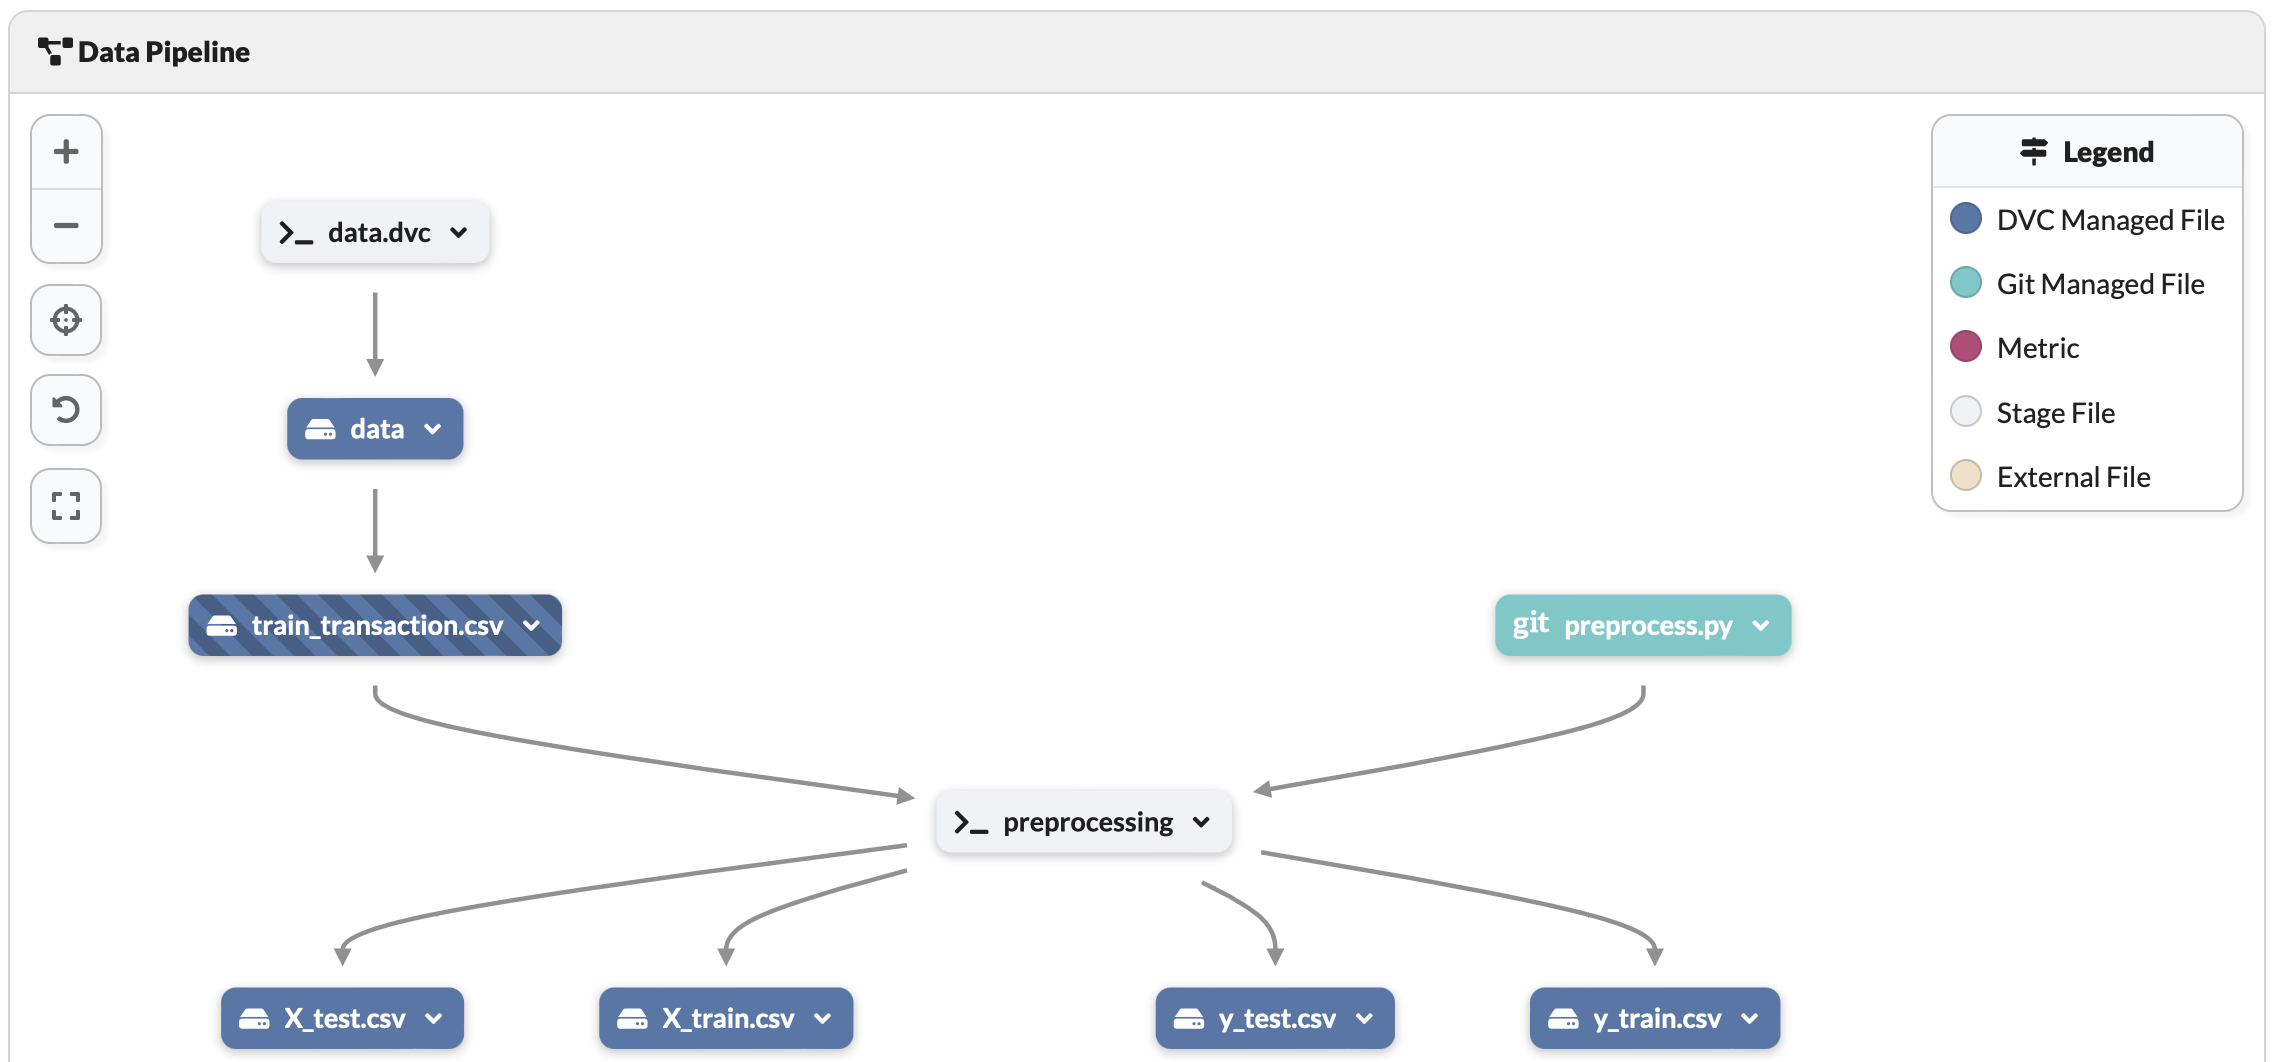 Data Pipeline
Legend
DVC Managed File
Git Managed File
Metric
Stage File
External File
>_ data.dvc
data
train_transaction.csv
git preprocess.py
>_ preprocessing
X_test.csv
X_train.csv
y_test.csv
y_train.csv